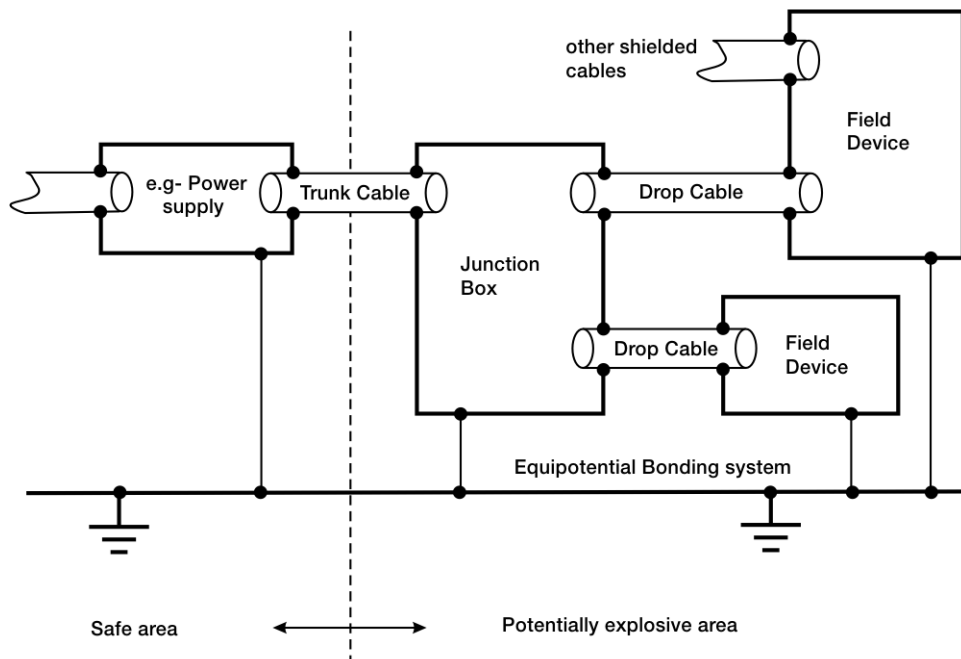 other shielded
cables
Field
Device
e.g- Power
supply
Trunk Cable
Drop Cable
Junction
Box
Drop Cable
Field
Device
Equipotential Bonding system
Safe area
Potentially explosive area